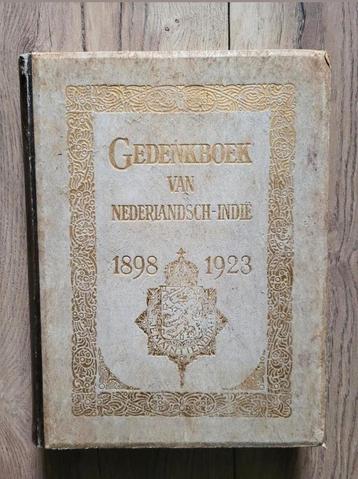 GEDENKBOEK
VAN
NEDERLANDSCH-INDIË
1898 1923